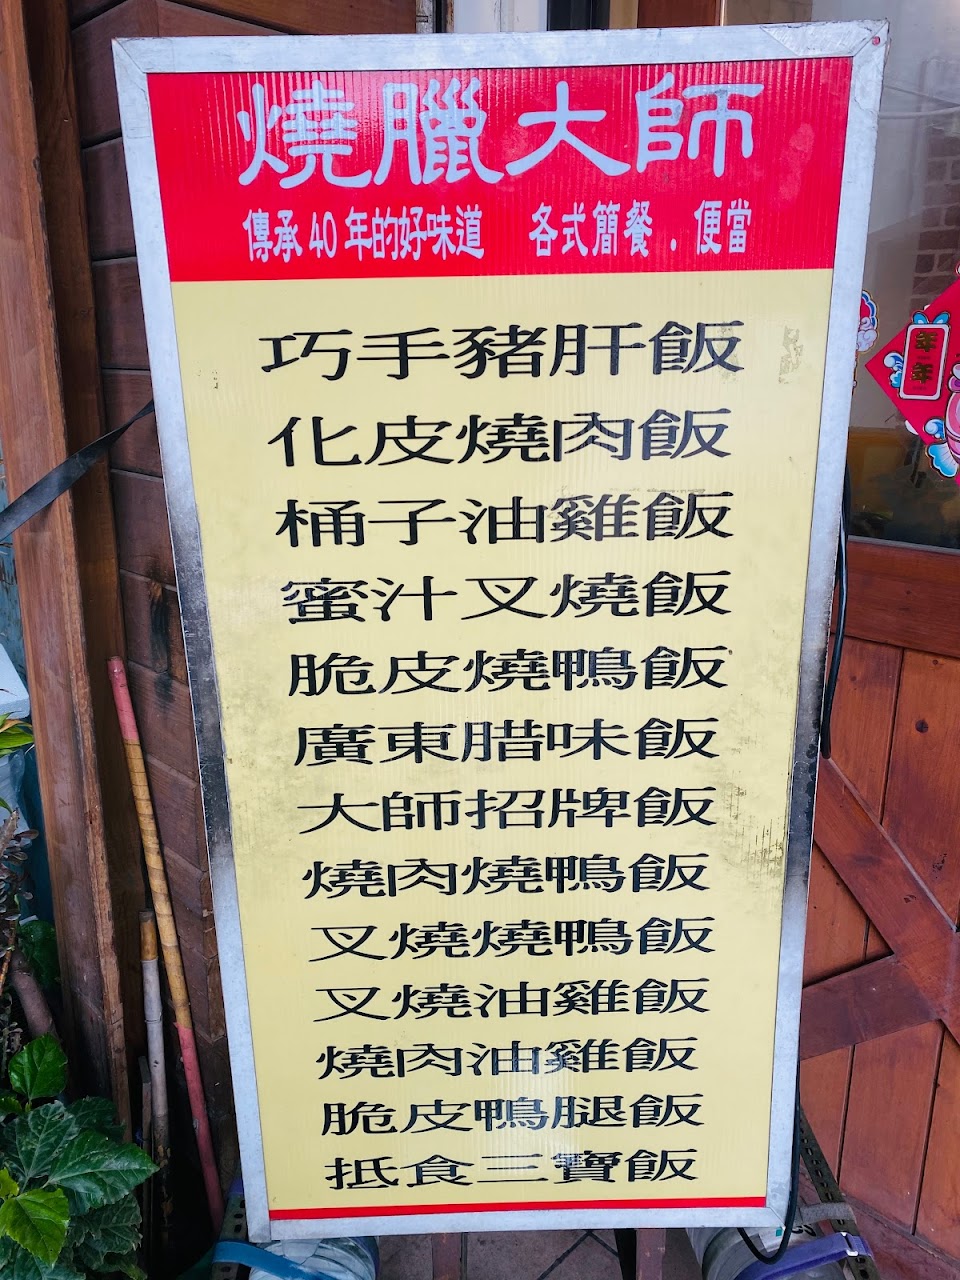 燒臘大師
傳承40年的好味道 各式簡餐.便當
巧手豬肝飯
化皮燒肉飯
桶子油雞飯
蜜汁叉燒飯
脆皮燒鴨飯
廣東腊味飯
大師招牌飯
燒肉燒鴨飯
叉燒燒鴨飯
叉燒油雞飯
燒肉油雞飯
脆皮鴨腿飯
抵食三寶飯
年年